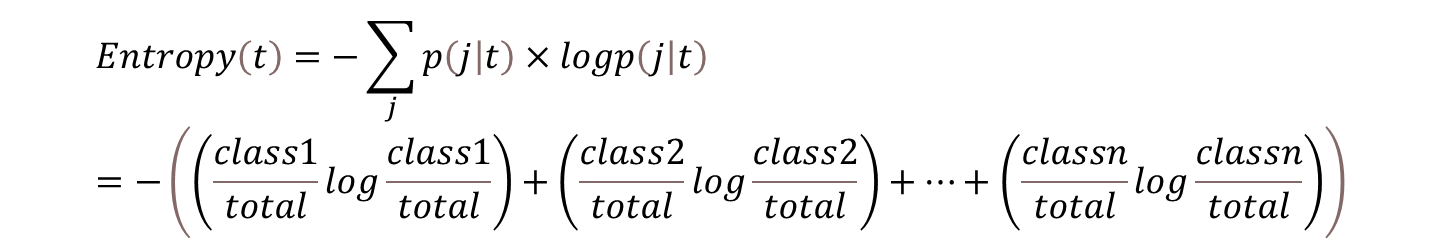 Entropy(t) = − ∑_j p(j|t) × logp(j|t)
= −((class1/total log class1/total) + (class2/total log class2/total) + ⋯ + (classn/total log classn/total))